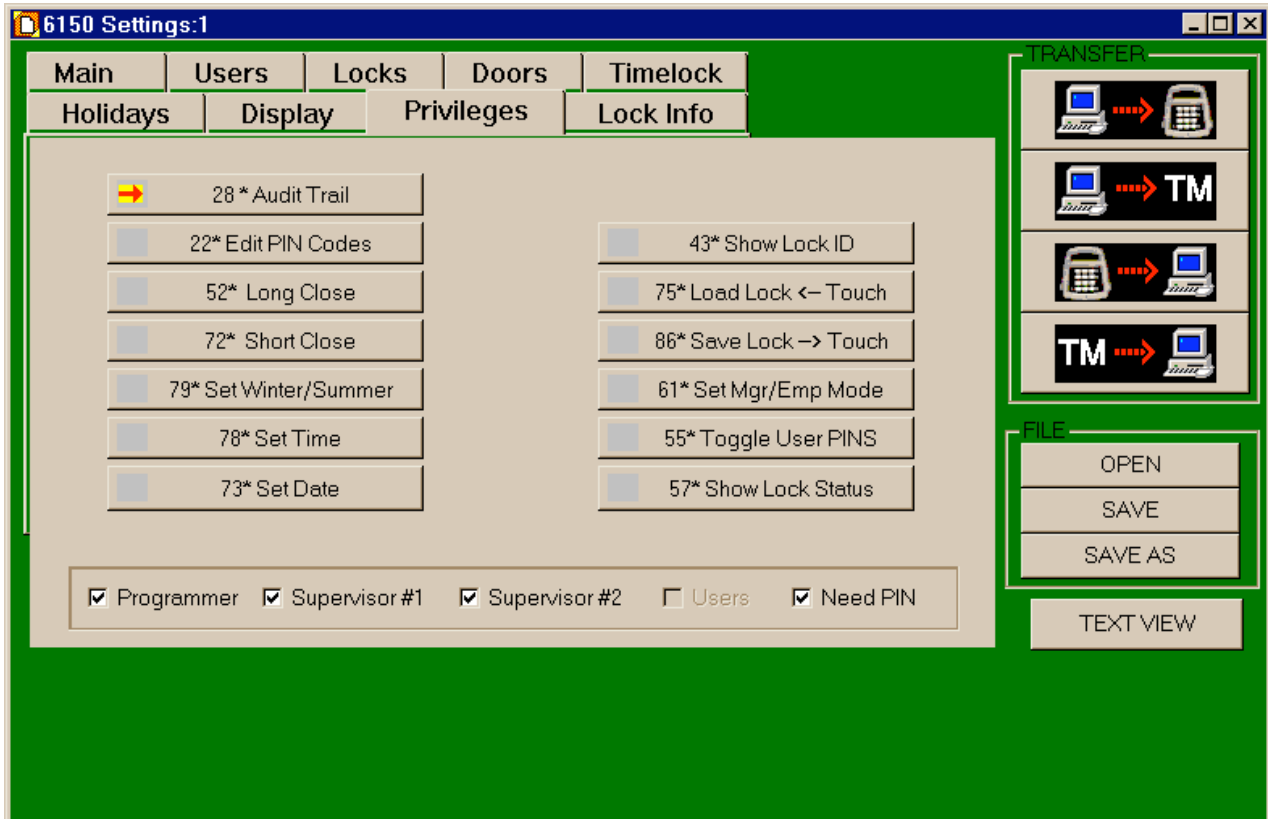 6150 Settings:1
Main Users Locks Doors Timelock
Holidays Display Privileges Lock Info
28 * Audit Trail
22* Edit PIN Codes
52* Long Close
72* Short Close
79* Set Winter/Summer
78* Set Time
73* Set Date
43* Show Lock ID
75* Load Lock <-- Touch
86* Save Lock --> Touch
61* Set Mgr/Emp Mode
55* Toggle User PINS
57* Show Lock Status
Programmer Supervisor #1 Supervisor #2 Users Need PIN
TRANSFER
TM
TM
FILE
OPEN
SAVE
SAVE AS
TEXT VIEW